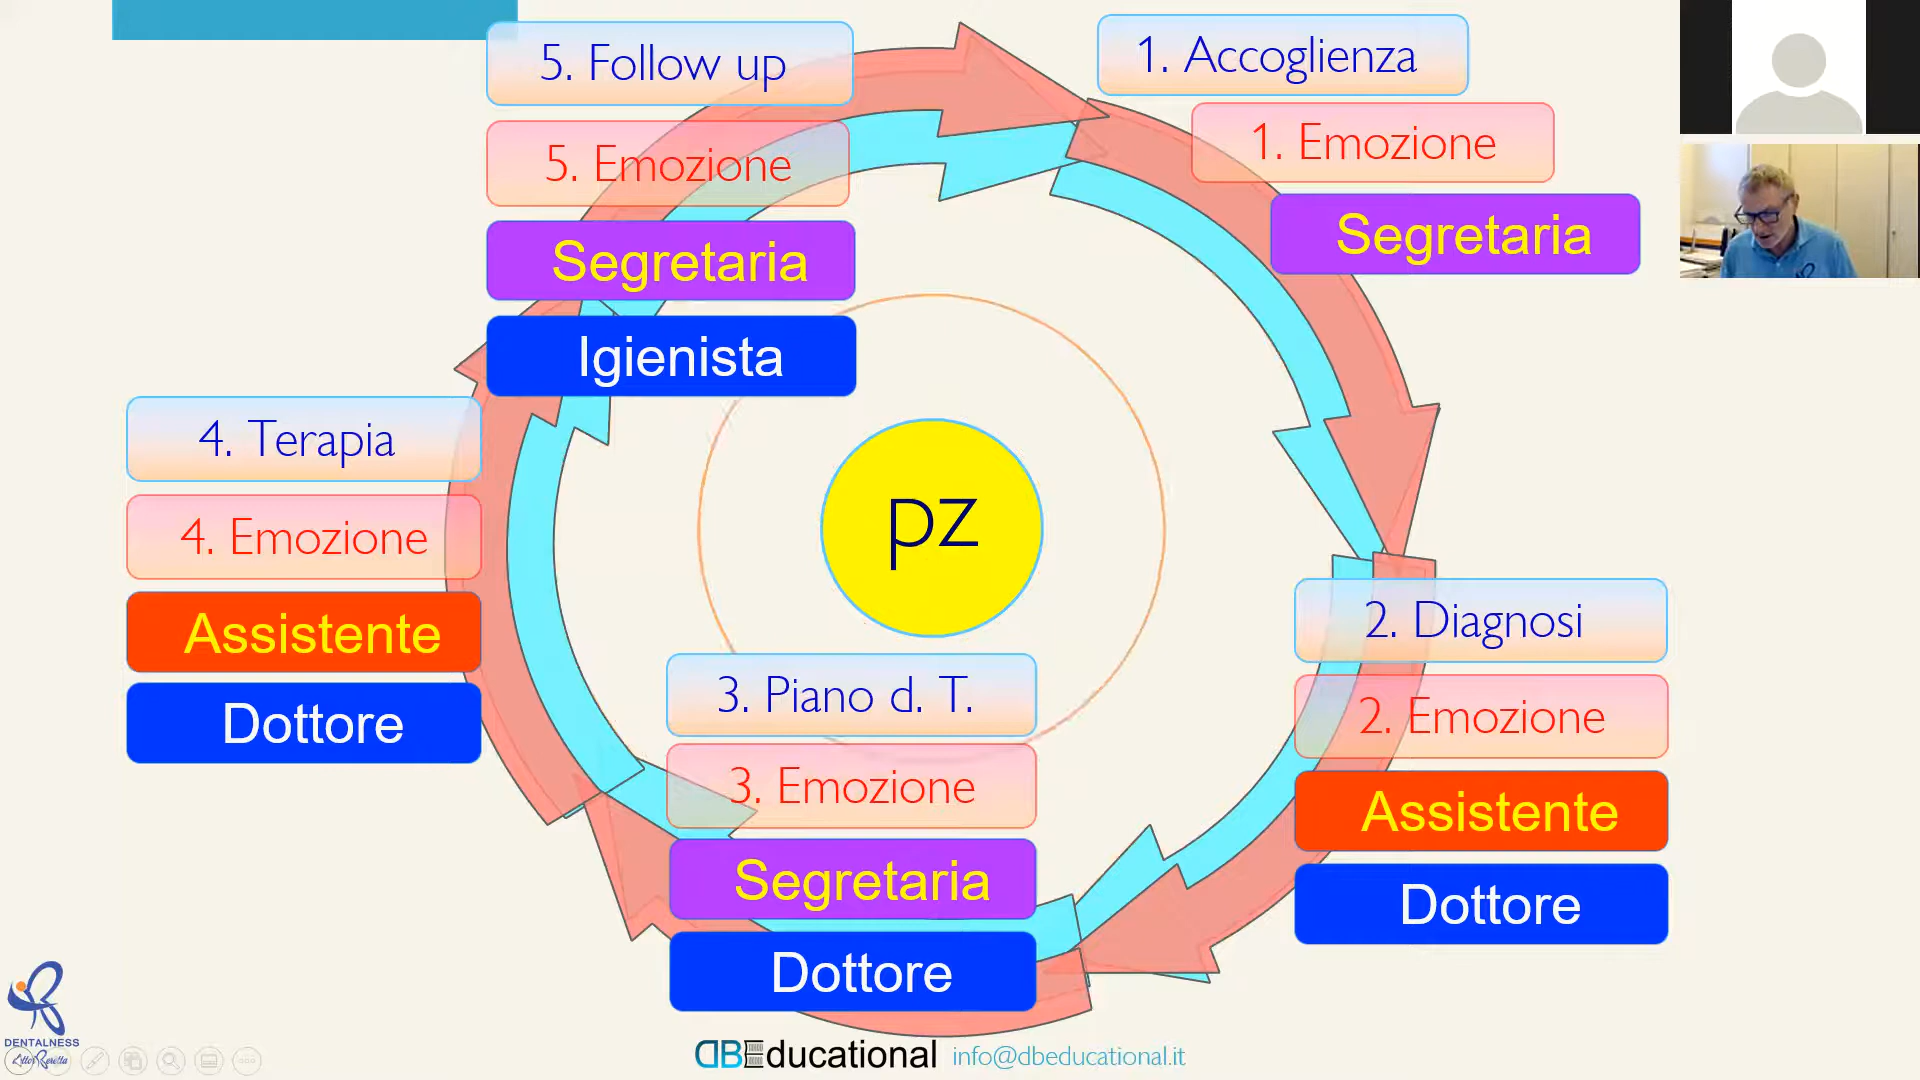 5. Follow up
5. Emozione
Segretaria
Igienista
1. Accoglienza
1. Emozione
Segretaria
4. Terapia
4. Emozione
Assistente
Dottore
pz
2. Diagnosi
2. Emozione
Assistente
Dottore
3. Piano d. T.
3. Emozione
Segretaria
Dottore
DENTALNESS
DBEducational info@dbeducational.it